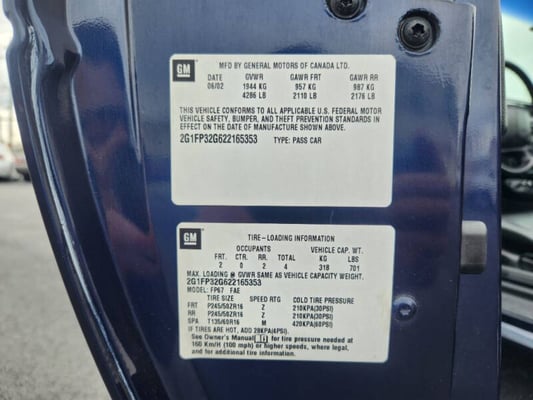 GM
MFD BY GENERAL MOTORS OF CANADA LTD.
DATE GVWR GAWR FRT GAWR RR
06/02 1944 KG 957 KG 987 KG
4286 LB 2110 LB 2176 LB
THIS VEHICLE CONFORMS TO ALL APPLICABLE U.S. FEDERAL MOTOR
VEHICLE SAFETY, BUMPER, AND THEFT PREVENTION STANDARDS IN
EFFECT ON THE DATE OF MANUFACTURE SHOWN ABOVE.
2G1FP32G622165353 TYPE: PASS CAR
GM
TIRE-LOADING INFORMATION
OCCUPANTS VEHICLE CAP. WT.
FRT. CTR. RR. TOTAL KG LBS
2 0 2 4 318 701
MAX. LOADING @ GVWR SAME AS VEHICLE CAPACITY WEIGHT.
2G1FP32G622165353
MODEL: FP67 FAE
TIRE SIZE SPEED RTG COLD TIRE PRESSURE
FRT P245/50ZR16 Z 210KPA(30PSI)
RR P245/50ZR16 Z 210KPA(30PSI)
SPA T135/60R16 M 420KPA(60PSI)
IF TIRES ARE HOT, ADD 28KPA(4PSI).
See Owner's Manual for tire pressure needed at
160 Km/H (100 mph) or higher speeds, where legal,
and for additional tire information.